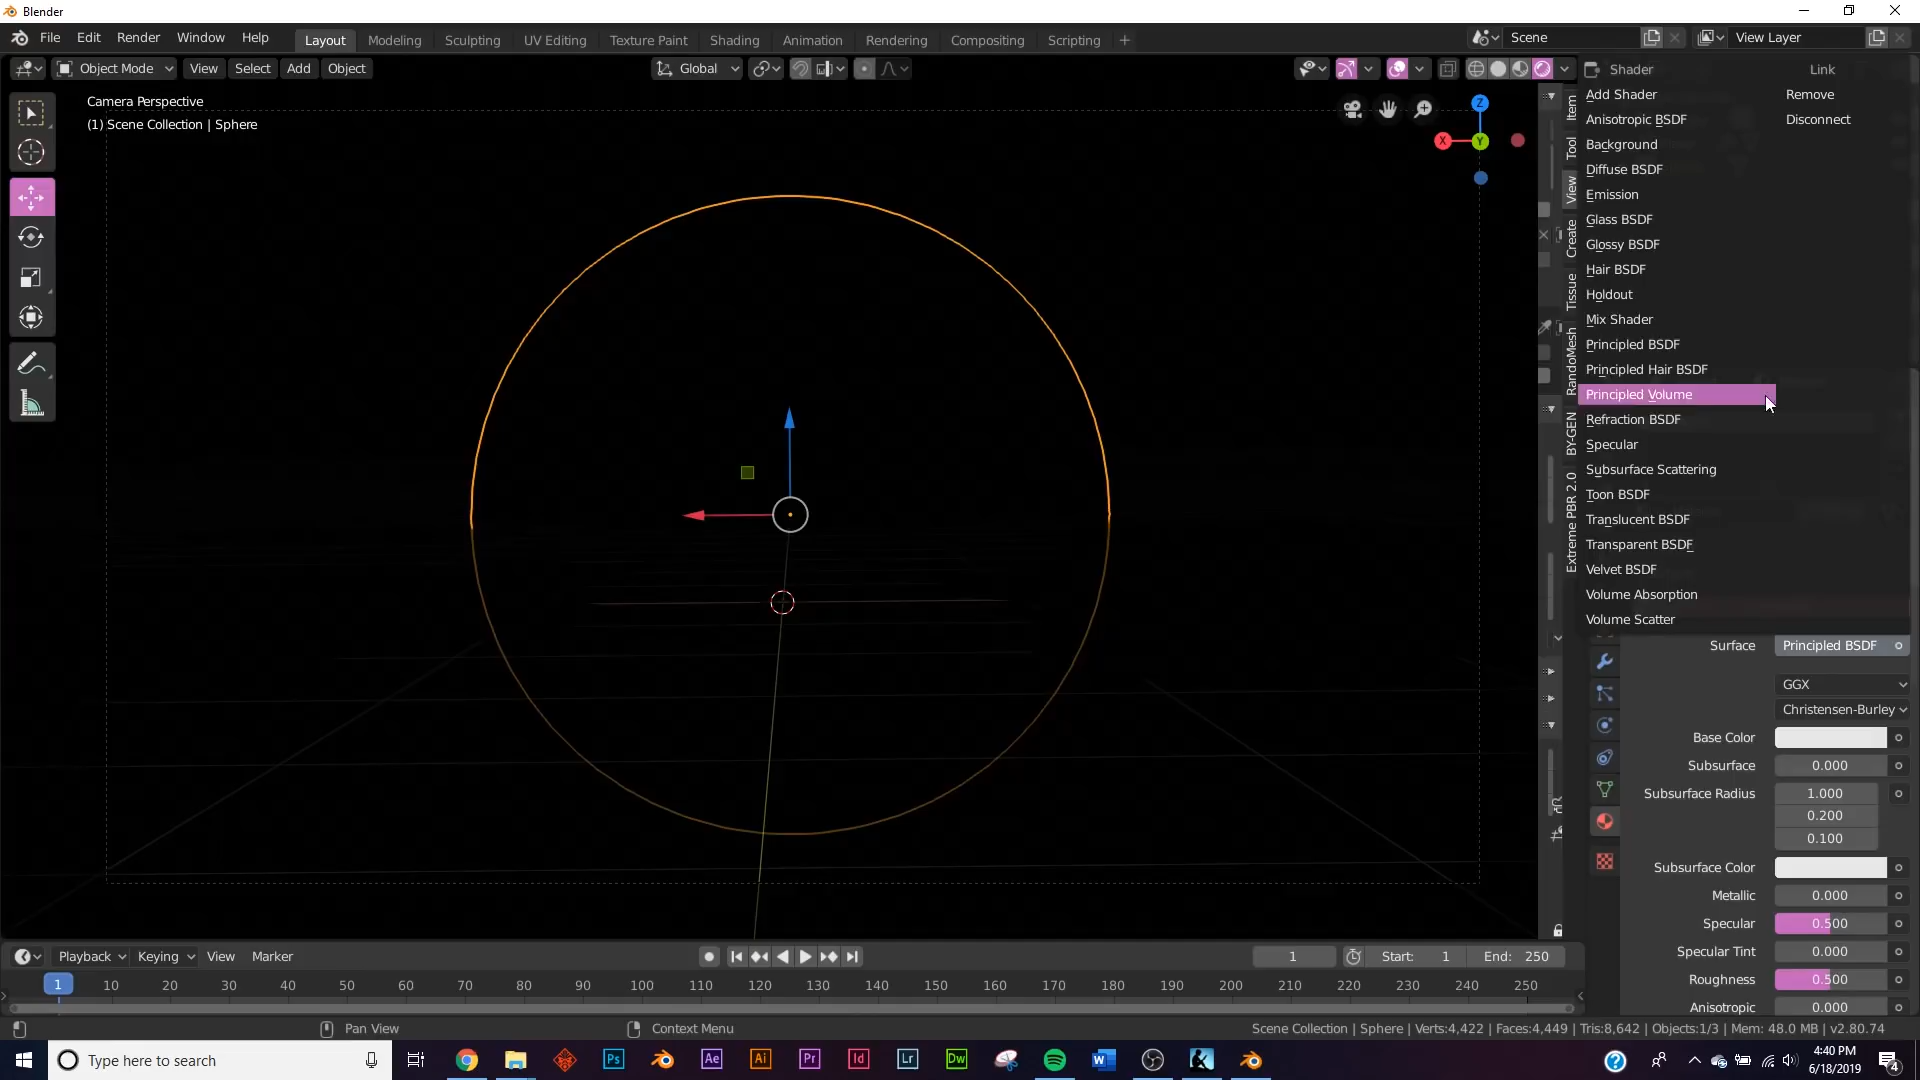 Blender
File Edit Render Window Help Layout Modeling Sculpting UV Editing Texture Paint Shading Animation Rendering Compositing Scripting + Scene View Layer
Object Mode View Select Add Object Global
Camera Perspective
(1) Scene Collection | Sphere
Z
X
Y
Item
Tool
View
Create
Tissue
RandoMesh
BY-GEN
Extreme PBR 2.0
Shader Link
Add Shader Remove
Anisotropic BSDF Disconnect
Background
Diffuse BSDF
Emission
Glass BSDF
Glossy BSDF
Hair BSDF
Holdout
Mix Shader
Principled BSDF
Principled Hair BSDF
Principled Volume
Refraction BSDF
Specular
Subsurface Scattering
Toon BSDF
Translucent BSDF
Transparent BSDF
Velvet BSDF
Volume Absorption
Volume Scatter
Surface Principled BSDF
GGX
Christensen-Burley
Base Color
Subsurface 0.000
Subsurface Radius 1.000
0.200
0.100
Subsurface Color
Metallic 0.000
Specular 0.500
Specular Tint 0.000
Roughness 0.500
Anisotropic 0.000
Playback Keying View Marker 1 Start: 1 End: 250
1 10 20 30 40 50 60 70 80 90 100 110 120 130 140 150 160 170 180 190 200 210 220 230 240 250
Pan View Context Menu Scene Collection | Sphere | Verts:4,422 | Faces:4,449 | Tris:8,642 | Objects:1/3 | Mem: 48.0 MB | v2.80.74
Type here to search Ps Ae Ai Pr Id Lr Dw W
4:40 PM
6/18/2019
4